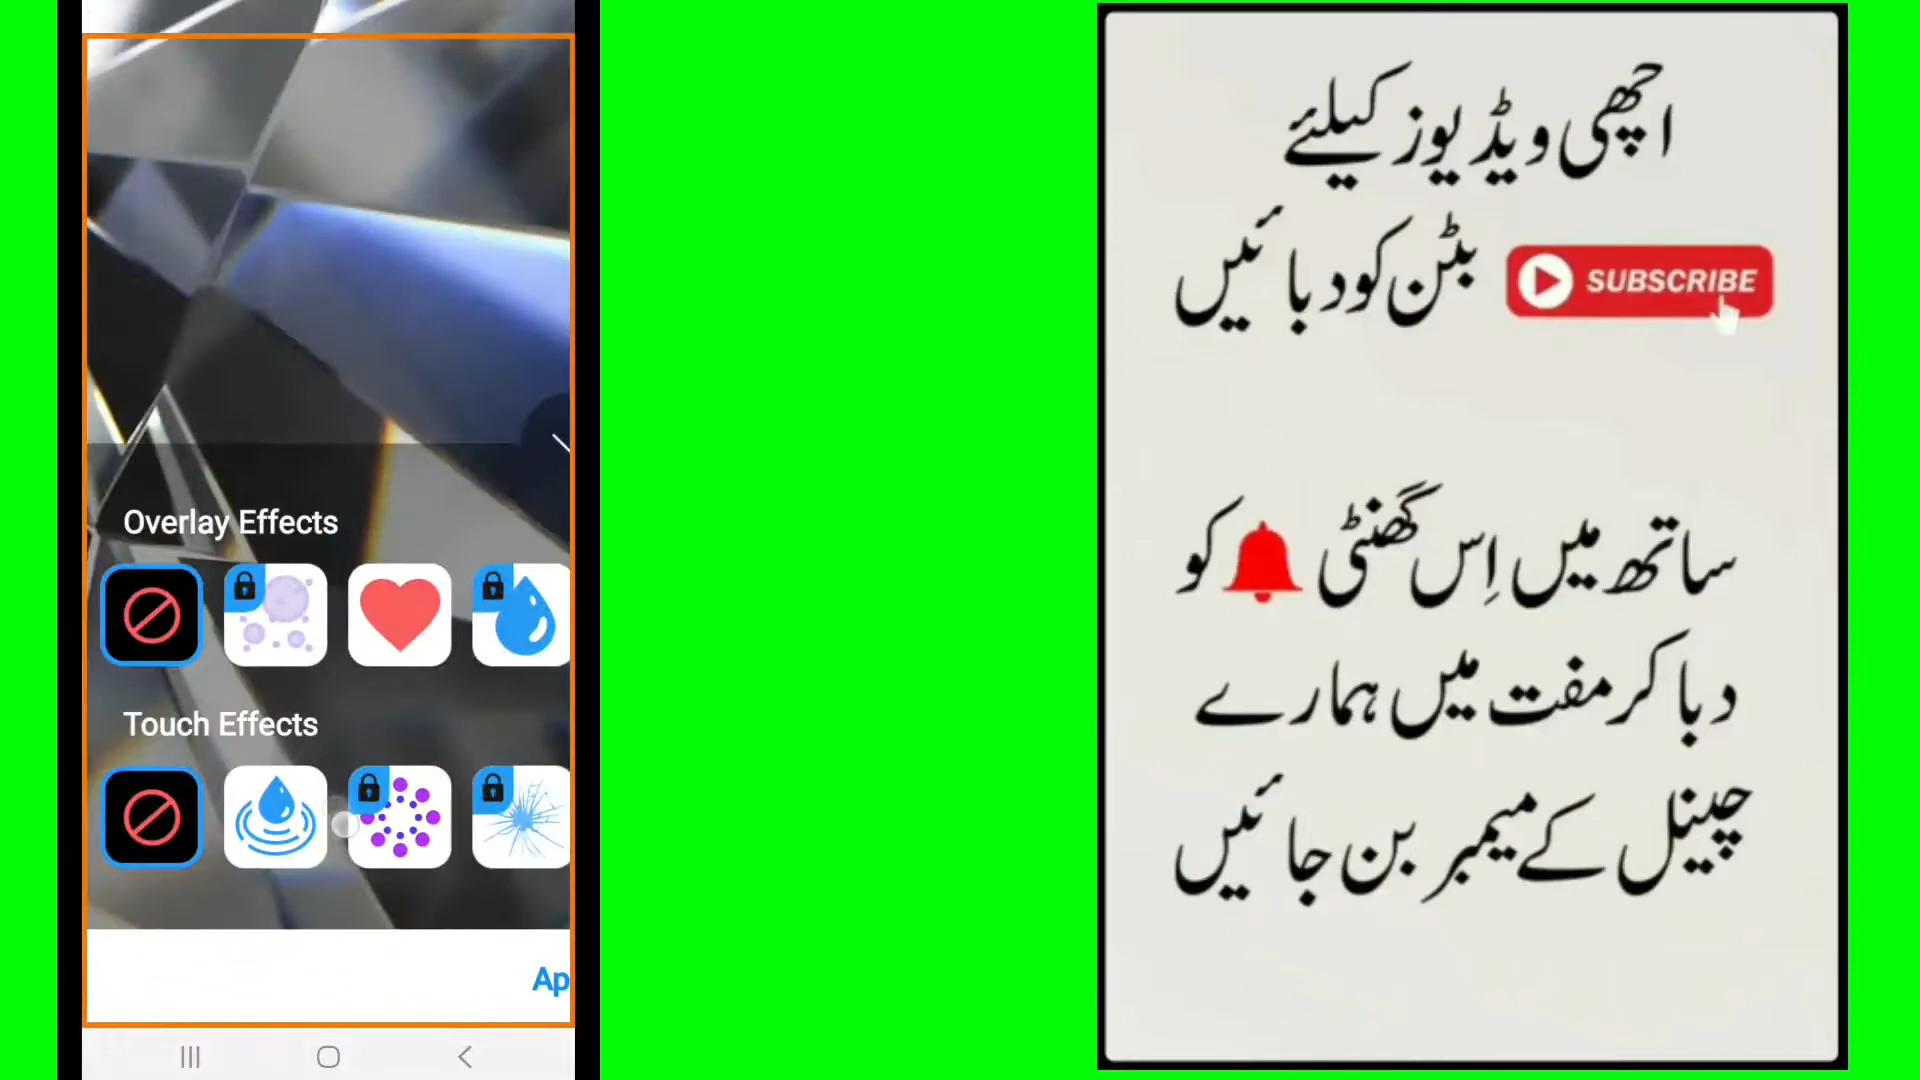 Overlay Effects
Touch Effects
Ap
اچھی ویڈیوز کیلئے
SUBSCRIBE بٹن کو دبائیں
ساتھ میں اِس گھنٹی کو
دبا کر مفت میں ہمارے
چینل کے میمبر بن جائیں